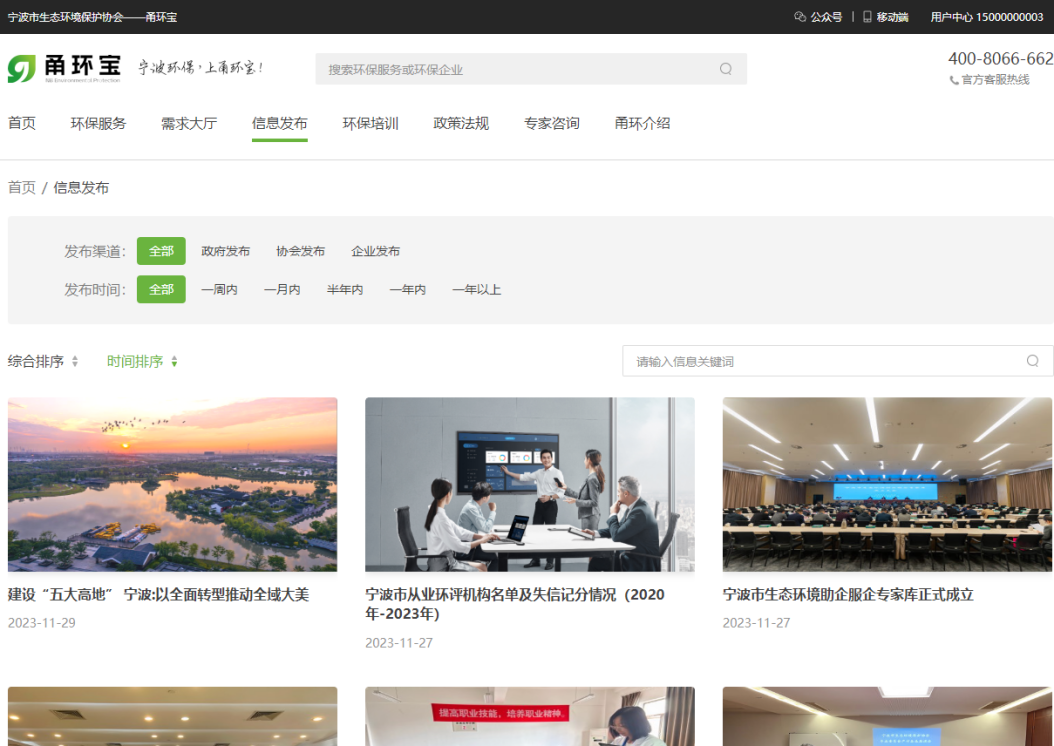 宁波市生态环境保护协会——甬环宝
公众号 | 移动端 用户中心 15000000003
甬环宝
宁波环保，上甬环宝！
搜索环保服务或环保企业
400-8066-662
官方客服热线
首页 环保服务 需求大厅 信息发布 环保培训 政策法规 专家咨询 甬环介绍
首页 / 信息发布
发布渠道： 全部 政府发布 协会发布 企业发布
发布时间： 全部 一周内 一月内 半年内 一年内 一年以上
综合排序 时间排序
请输入信息关键词
建设“五大高地” 宁波:以全面转型推动全域大美
2023-11-29
宁波市从业环评机构名单及失信记分情况（2020
年-2023年）
2023-11-27
宁波市生态环境助企服企专家库正式成立
2023-11-27
提高职业技能，培养职业精神。